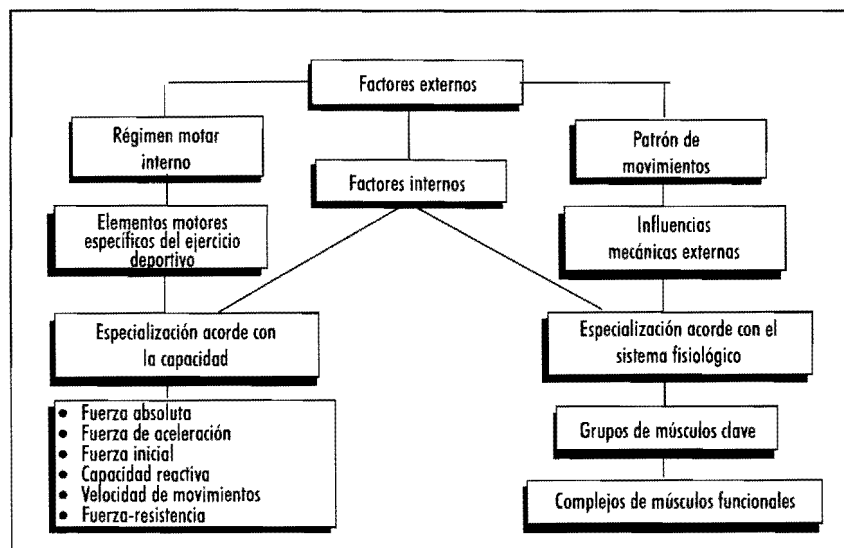 Factores externos
Régimen motar
interno
Patrón de
movimientos
Factores internos
Elementos motores
específicos del ejercicio
deportivo
Influencias
mecánicas externas
Especialización acorde con
la capacidad
Especialización acorde con el
sistema fisiológico
• Fuerza absoluta
• Fuerza de aceleración
• Fuerza inicial
• Capacidad reactiva
• Velocidad de movimientos
• Fuerza-resistencia
Grupos de músculos clave
Complejos de músculos funcionales